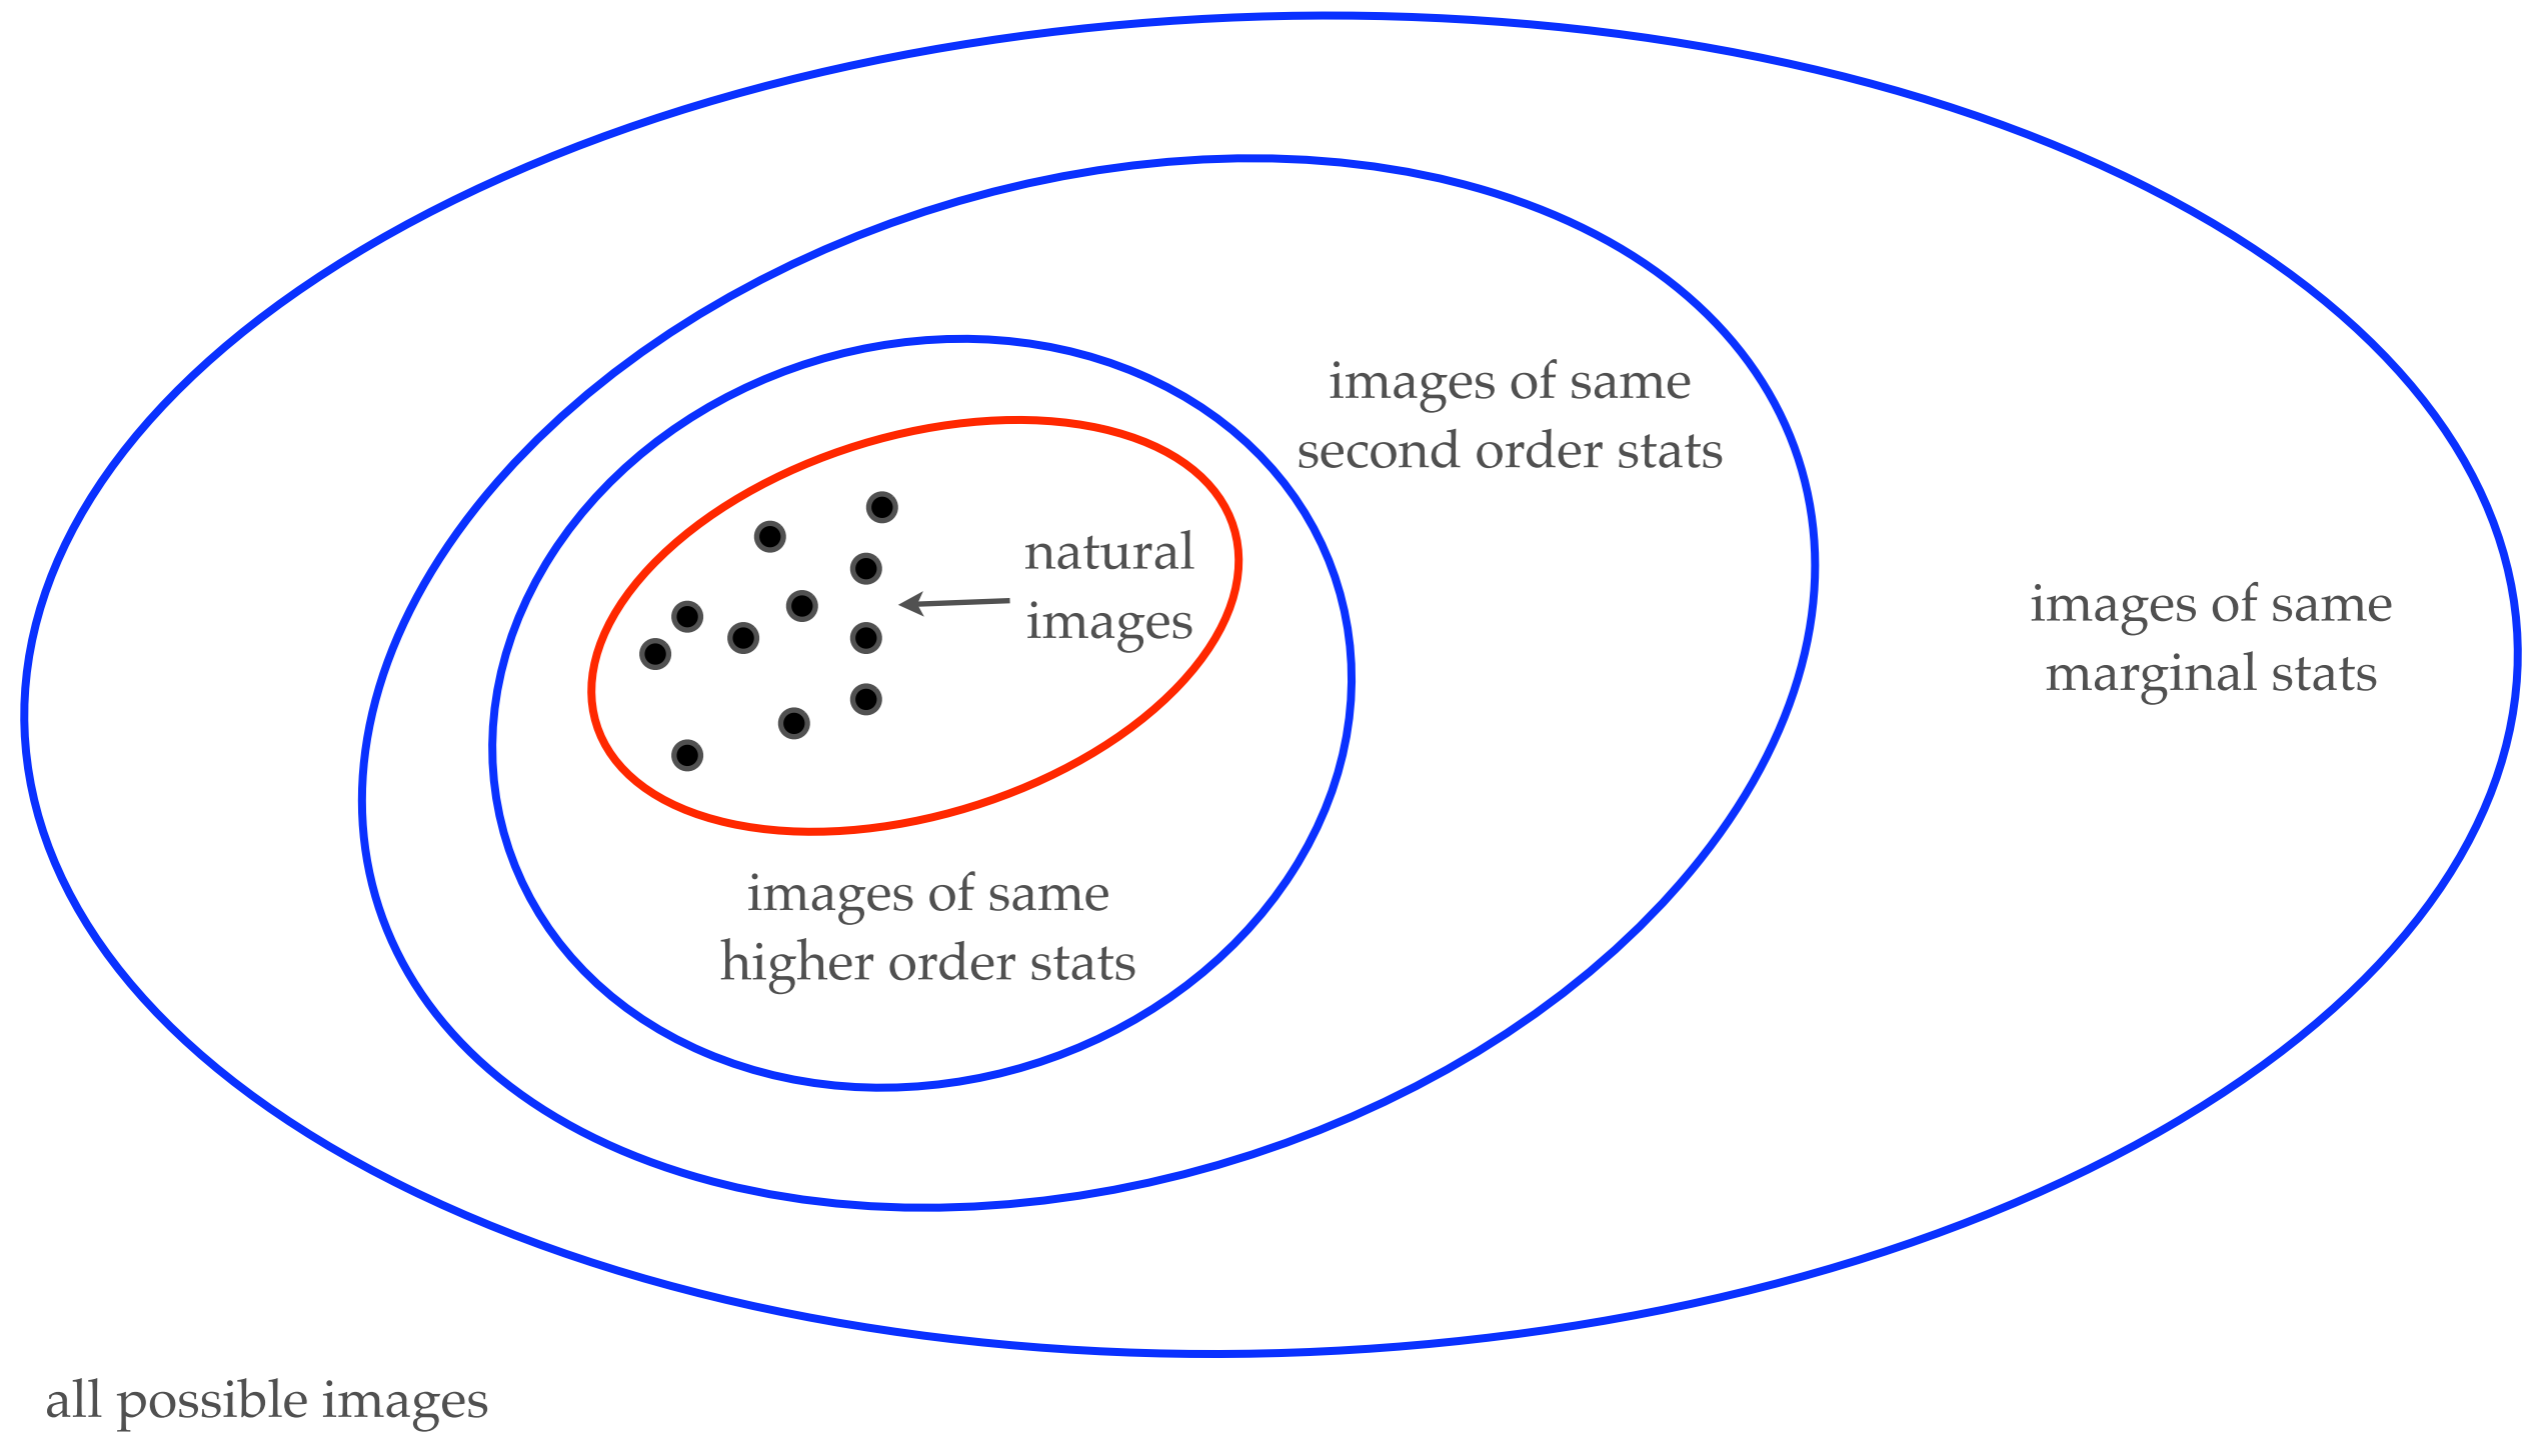 images of same
second order stats
natural
images
images of same
marginal stats
images of same
higher order stats
all possible images